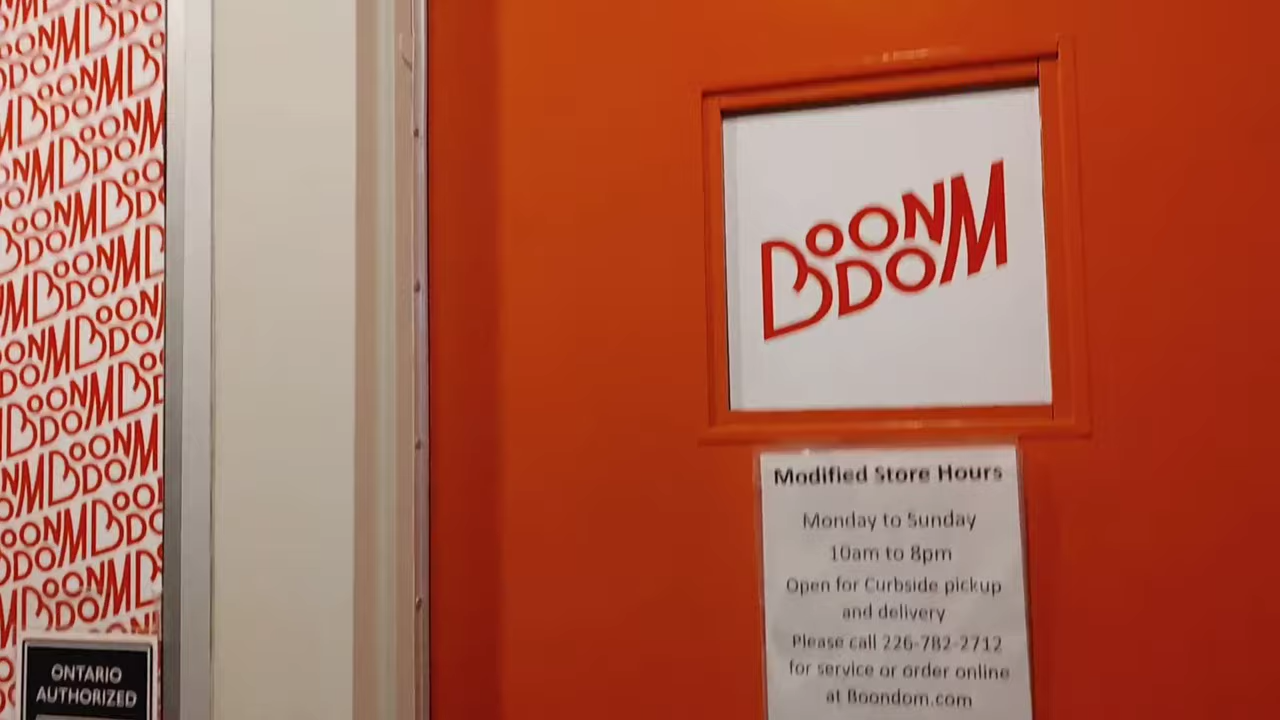 BOONDOM
Modified Store Hours
Monday to Sunday
10am to 8pm
Open for Curbside pickup
and delivery
Please call 226-782-2712
for service or order online
at Boondom.com
ONTARIO
AUTHORIZED